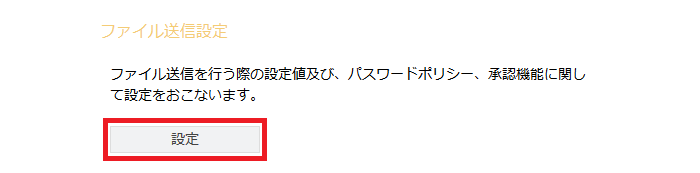 ファイル送信設定
ファイル送信を行う際の設定値及び、パスワードポリシー、承認機能に関し
て設定をおこないます。
設定